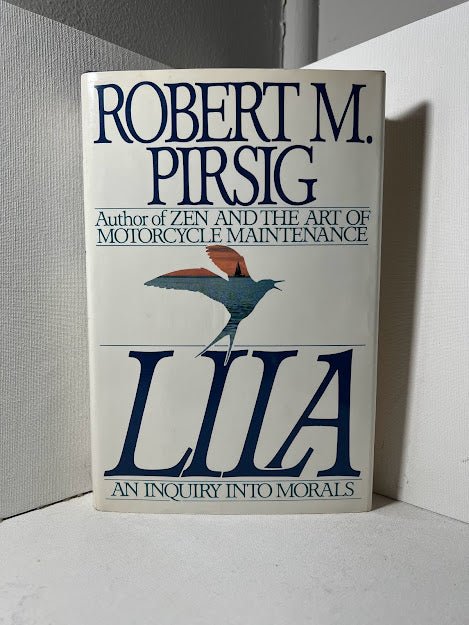 ROBERT M.
PIRSIG
Author of ZEN AND THE ART OF
MOTORCYCLE MAINTENANCE
LILA
AN INQUIRY INTO MORALS